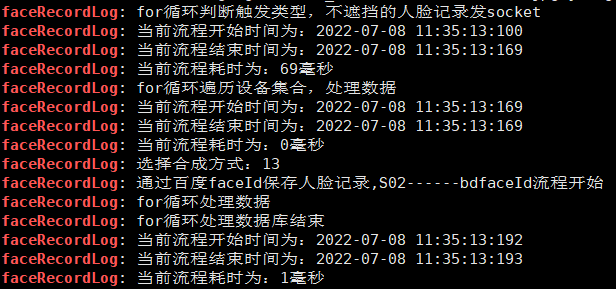 faceRecordLog: for循环判断触发类型，不遮挡的人脸记录发socket
faceRecordLog: 当前流程开始时间为：2022-07-08 11:35:13:100
faceRecordLog: 当前流程结束时间为：2022-07-08 11:35:13:169
faceRecordLog: 当前流程耗时为：69毫秒
faceRecordLog: for循环遍历设备集合，处理数据
faceRecordLog: 当前流程开始时间为：2022-07-08 11:35:13:169
faceRecordLog: 当前流程结束时间为：2022-07-08 11:35:13:169
faceRecordLog: 当前流程耗时为：0毫秒
faceRecordLog: 选择合成方式：13
faceRecordLog: 通过百度faceId保存人脸记录,S02------bdfaceId流程开始
faceRecordLog: for循环处理数据
faceRecordLog: for循环处理数据库结束
faceRecordLog: 当前流程开始时间为：2022-07-08 11:35:13:192
faceRecordLog: 当前流程结束时间为：2022-07-08 11:35:13:193
faceRecordLog: 当前流程耗时为：1毫秒